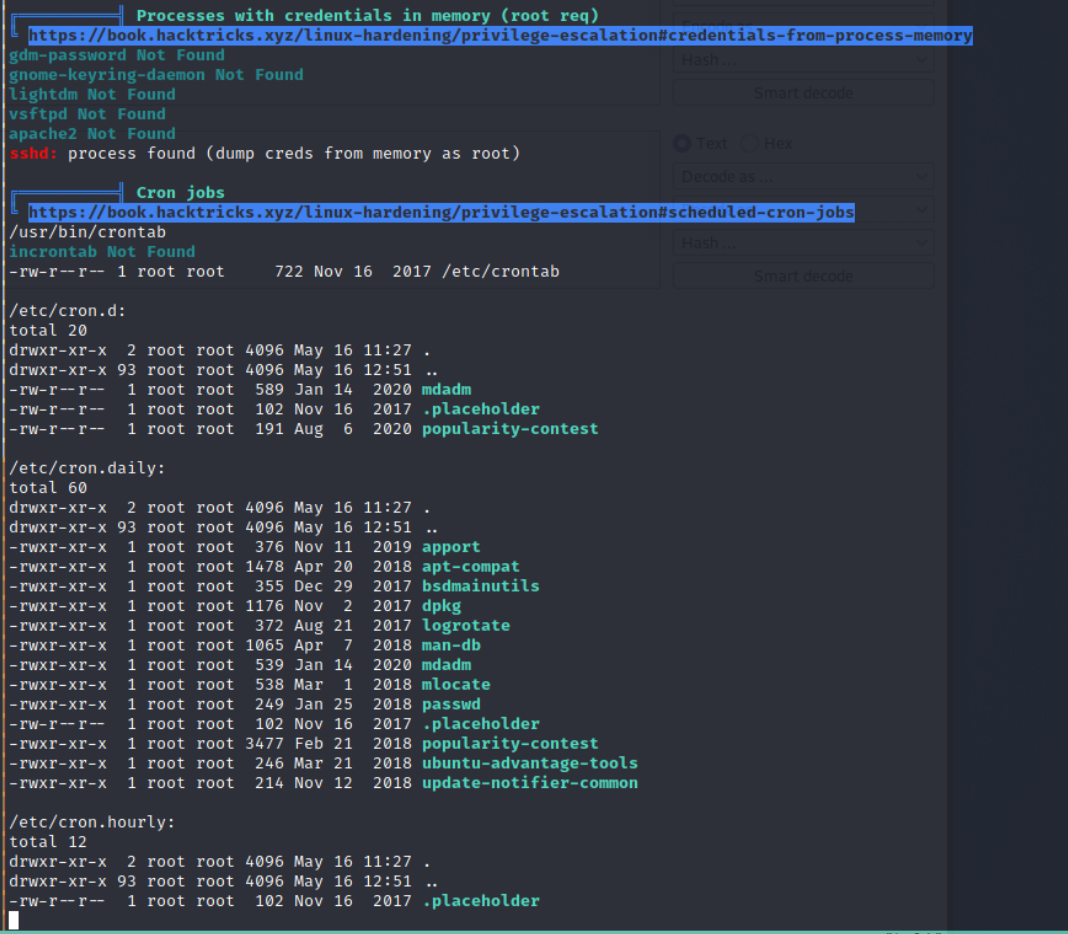 Processes with credentials in memory (root req)
https://book.hacktricks.xyz/linux-hardening/privilege-escalation#credentials-from-process-memory
gdm-password Not Found
gnome-keyring-daemon Not Found
lightdm Not Found
vsftpd Not Found
apache2 Not Found
sshd: process found (dump creds from memory as root)
Cron jobs
https://book.hacktricks.xyz/linux-hardening/privilege-escalation#scheduled-cron-jobs
/usr/bin/crontab
incrontab Not Found
-rw-r--r-- 1 root root     722 Nov 16  2017 /etc/crontab
/etc/cron.d:
total 20
drwxr-xr-x  2 root root 4096 May 16 11:27 .
drwxr-xr-x 93 root root 4096 May 16 12:51 ..
-rw-r--r--  1 root root  589 Jan 14  2020 mdadm
-rw-r--r--  1 root root  102 Nov 16  2017 .placeholder
-rw-r--r--  1 root root  191 Aug  6  2020 popularity-contest
/etc/cron.daily:
total 60
drwxr-xr-x  2 root root 4096 May 16 11:27 .
drwxr-xr-x 93 root root 4096 May 16 12:51 ..
-rwxr-xr-x  1 root root  376 Nov 11  2019 apport
-rwxr-xr-x  1 root root 1478 Apr 20  2018 apt-compat
-rwxr-xr-x  1 root root  355 Dec 29  2017 bsdmainutils
-rwxr-xr-x  1 root root 1176 Nov  2  2017 dpkg
-rwxr-xr-x  1 root root  372 Aug 21  2017 logrotate
-rwxr-xr-x  1 root root 1065 Apr  7  2018 man-db
-rwxr-xr-x  1 root root  539 Jan 14  2020 mdadm
-rwxr-xr-x  1 root root  538 Mar  1  2018 mlocate
-rwxr-xr-x  1 root root  249 Jan 25  2018 passwd
-rw-r--r--  1 root root  102 Nov 16  2017 .placeholder
-rwxr-xr-x  1 root root 3477 Feb 21  2018 popularity-contest
-rwxr-xr-x  1 root root  246 Mar 21  2018 ubuntu-advantage-tools
-rwxr-xr-x  1 root root  214 Nov 12  2018 update-notifier-common
/etc/cron.hourly:
total 12
drwxr-xr-x  2 root root 4096 May 16 11:27 .
drwxr-xr-x 93 root root 4096 May 16 12:51 ..
-rw-r--r--  1 root root  102 Nov 16  2017 .placeholder
Hash ...
Smart decode
Text
Hex
Decode as ...
Hash ...
Smart decode